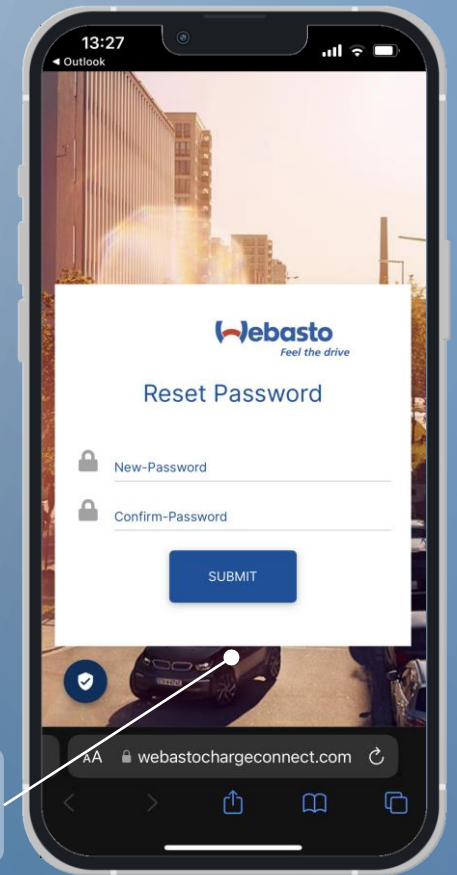 13:27
◀ Outlook
Webasto
Feel the drive
Reset Password
New-Password
Confirm-Password
SUBMIT
AA webastochargeconnect.com